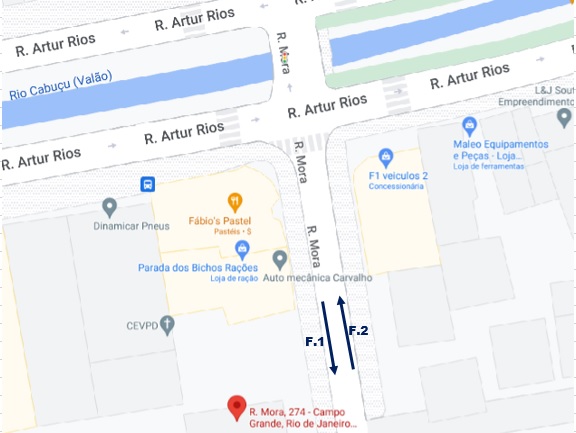 R. Artur Rios
R. Artur Rios
R. Mora
Rio Cabuçu (Valão)
R. Artur Rios
R. Artur Rios
R. Artur Rios
R. Artur Rios
L&J Sout
Empreendimento
R. Mora
Maleo Equipamentos
e Peças - Loja...
Loja de ferramentas
F1 veiculos 2
Concessionária
Dinamicar Pneus
Fábio's Pastel
Pastéis • 5
R. Mora
Parada dos Bichos Rações
Loja de ração
Auto mecânica Carvalho
CEVPD
F.1
F.2
R. Mora, 274 - Campo
Grande, Rio de Janeiro...